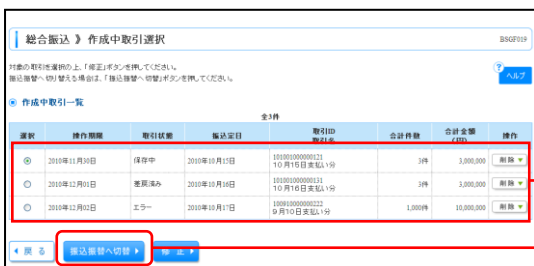 総合振込 》 作成中取引選択 BSGF019
対象の取引を選択の上、「修正」ボタンを押してください。
振込振替へ切り替える場合は、「振込振替へ切替」ボタンを押してください。
? ヘルプ
作成中取引一覧
全3件
選択 操作期限 取引状態 振込定日 取引ID 取引名 合計件数 合計金額 (円) 操作
2010年11月30日 保存中 2010年10月15日 101001000000121 10月15日支払い分 3件 3,000,000 削除
2010年12月01日 差戻済み 2010年10月16日 101001000000131 10月16日支払い分 3件 3,000,000 削除
2010年12月02日 エラー 2010年10月17日 100810000000222 9月10日支払い分 1,000件 10,000,000 削除
戻る 振込振替へ切替 修正